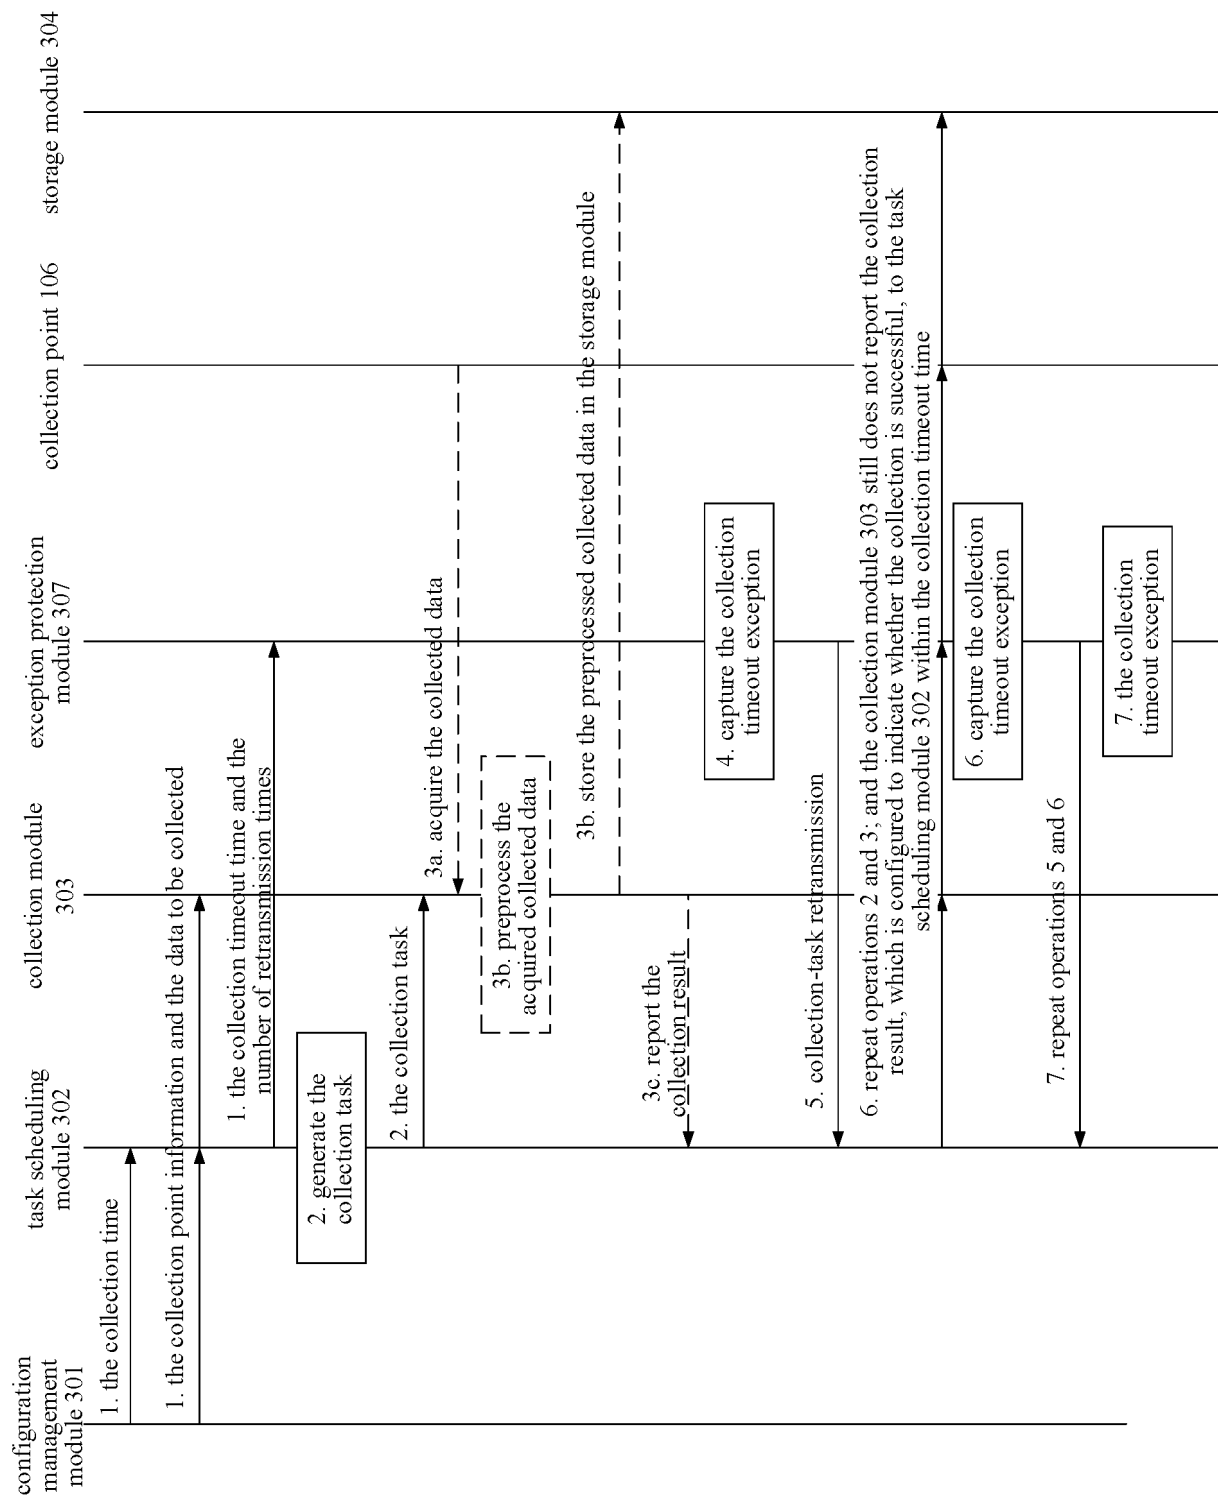 configuration
management
module 301
task scheduling
module 302
collection module
303
exception protection
module 307
collection point 106
storage module 304
1. the collection time
1. the collection point information and the data to be collected
1. the collection timeout time and the
number of retransmission times
2. generate the
collection task
2. the collection task
3a. acquire the collected data
3b. preprocess the
acquired collected data
3b. store the preprocessed collected data in the storage module
3c. report the
collection result
4. capture the collection
timeout exception
5. collection-task retransmission
6. repeat operations 2 and 3; and the collection module 303 still does not report the collection
result, which is configured to indicate whether the collection is successful, to the task
scheduling module 302 within the collection timeout time
6. capture the collection
timeout exception
7. repeat operations 5 and 6
7. the collection
timeout exception